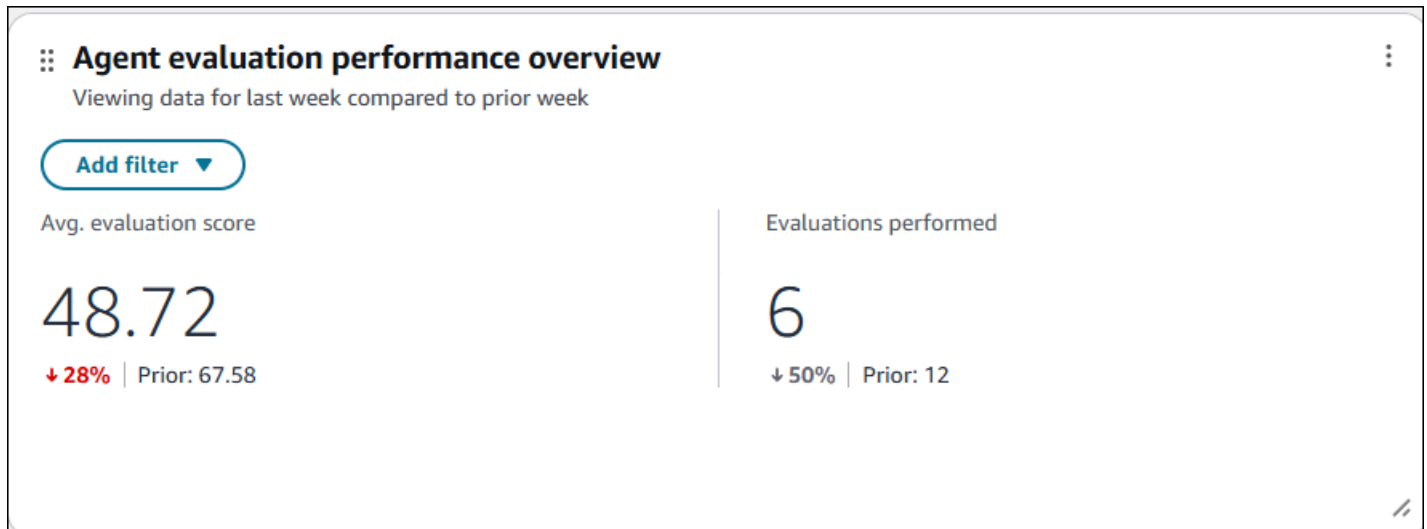 Agent evaluation performance overview
Viewing data for last week compared to prior week
Add filter
Avg. evaluation score
48.72
↓ 28% | Prior: 67.58
Evaluations performed
6
↓ 50% | Prior: 12